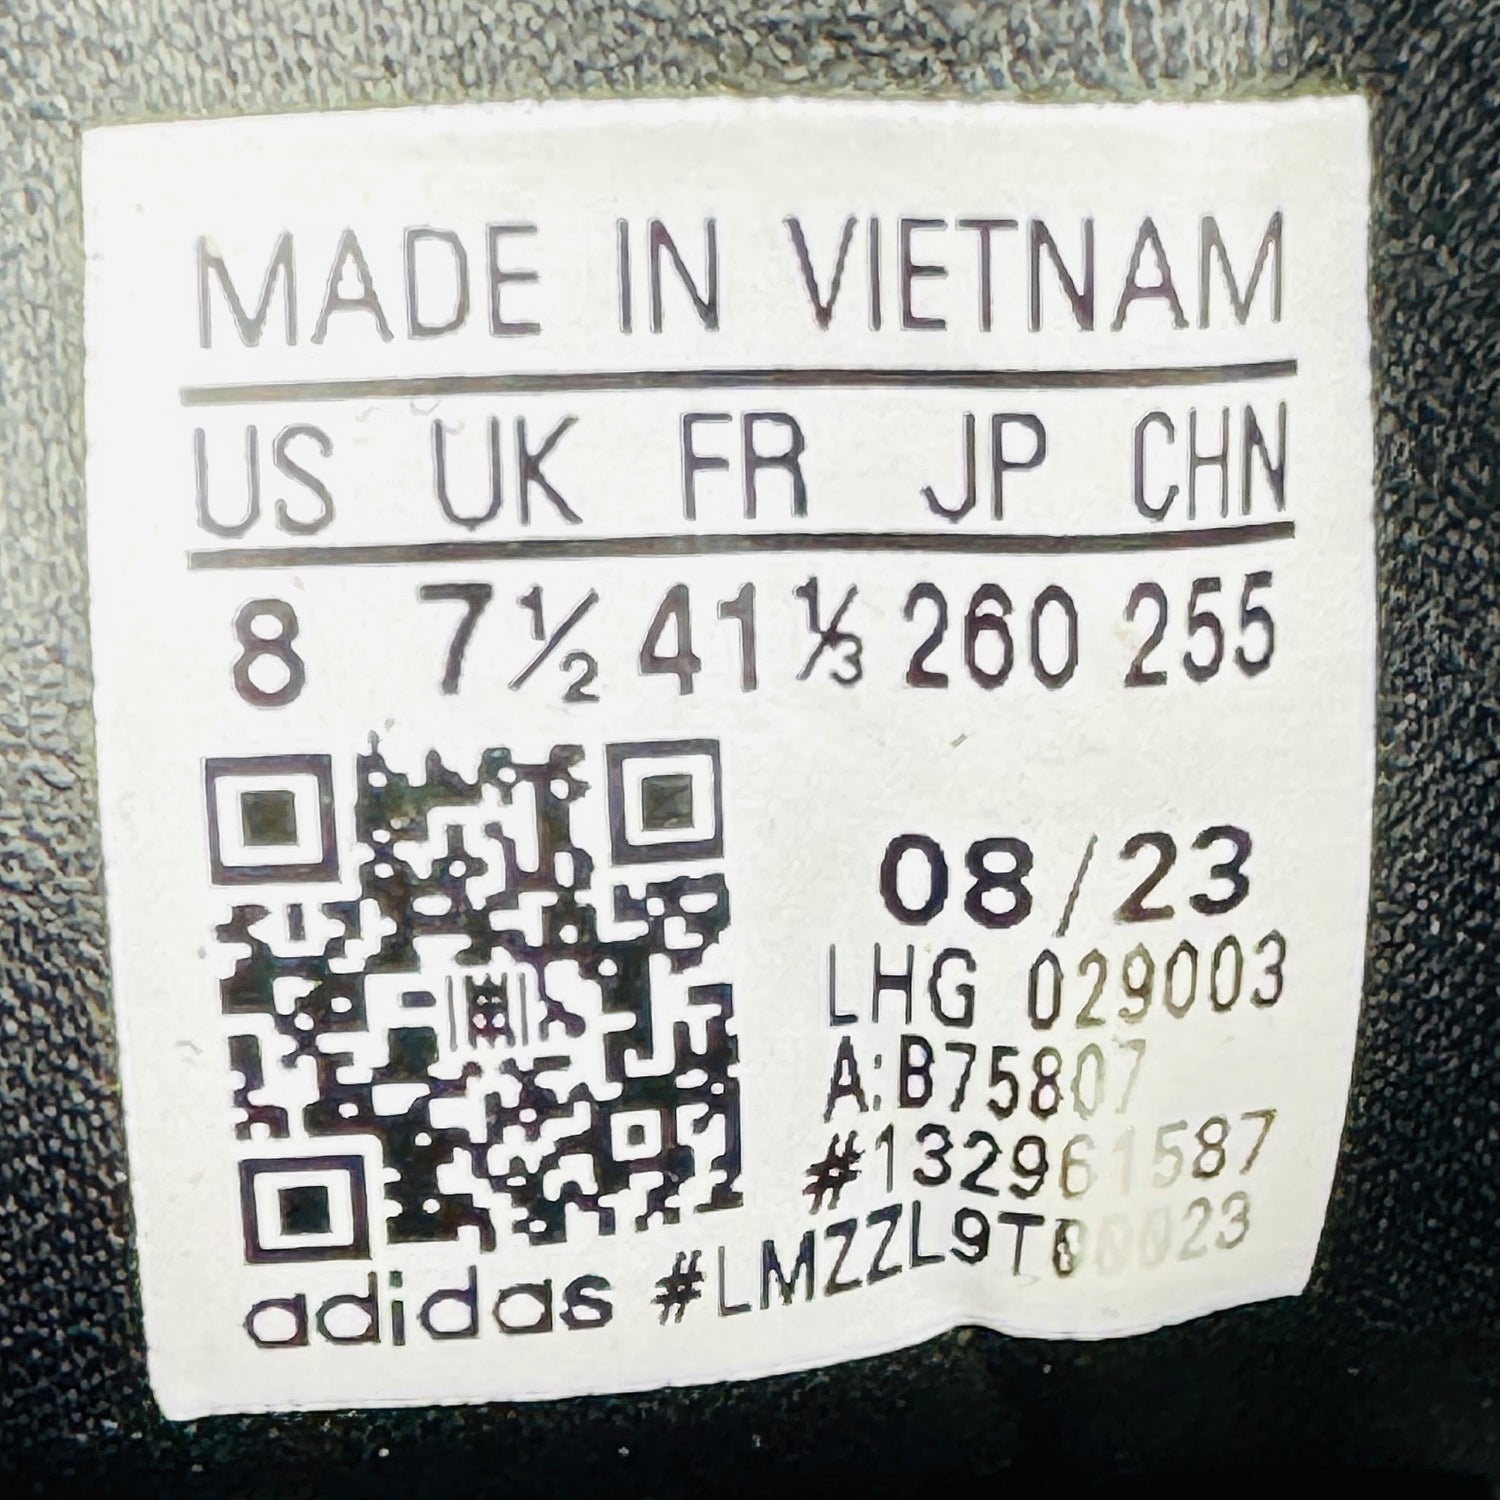 MADE IN VIETNAM
US UK FR JP CHN
8 7½ 41⅓ 260 255
08/23
LHG 029003
A:B75807
#132961587
adidas #LMZZL9T00023